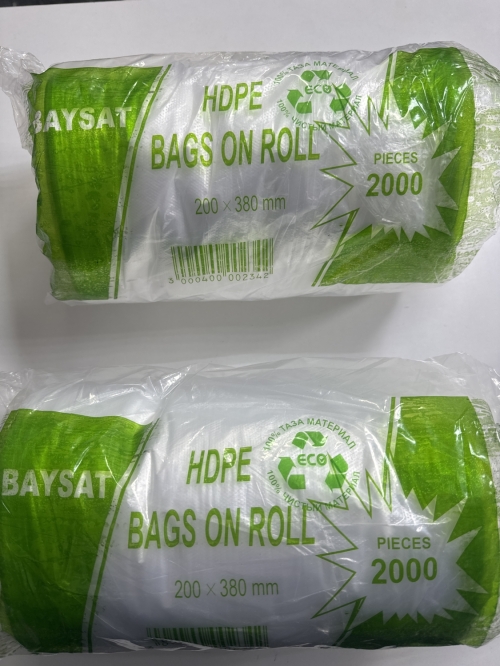 BAYSAT
HDPE
BAGS ON ROLL
200 × 380 mm
100% ТАЗА МАТЕРИАЛ
ECO
100% ЧИСТЫЙ МАТЕРИАЛ
PIECES
2000
3 000400 002342
BAYSAT
HDPE
BAGS ON ROLL
200 × 380 mm
100% ТАЗА МАТЕРИАЛ
ECO
100% ЧИСТЫЙ МАТЕРИАЛ
PIECES
2000